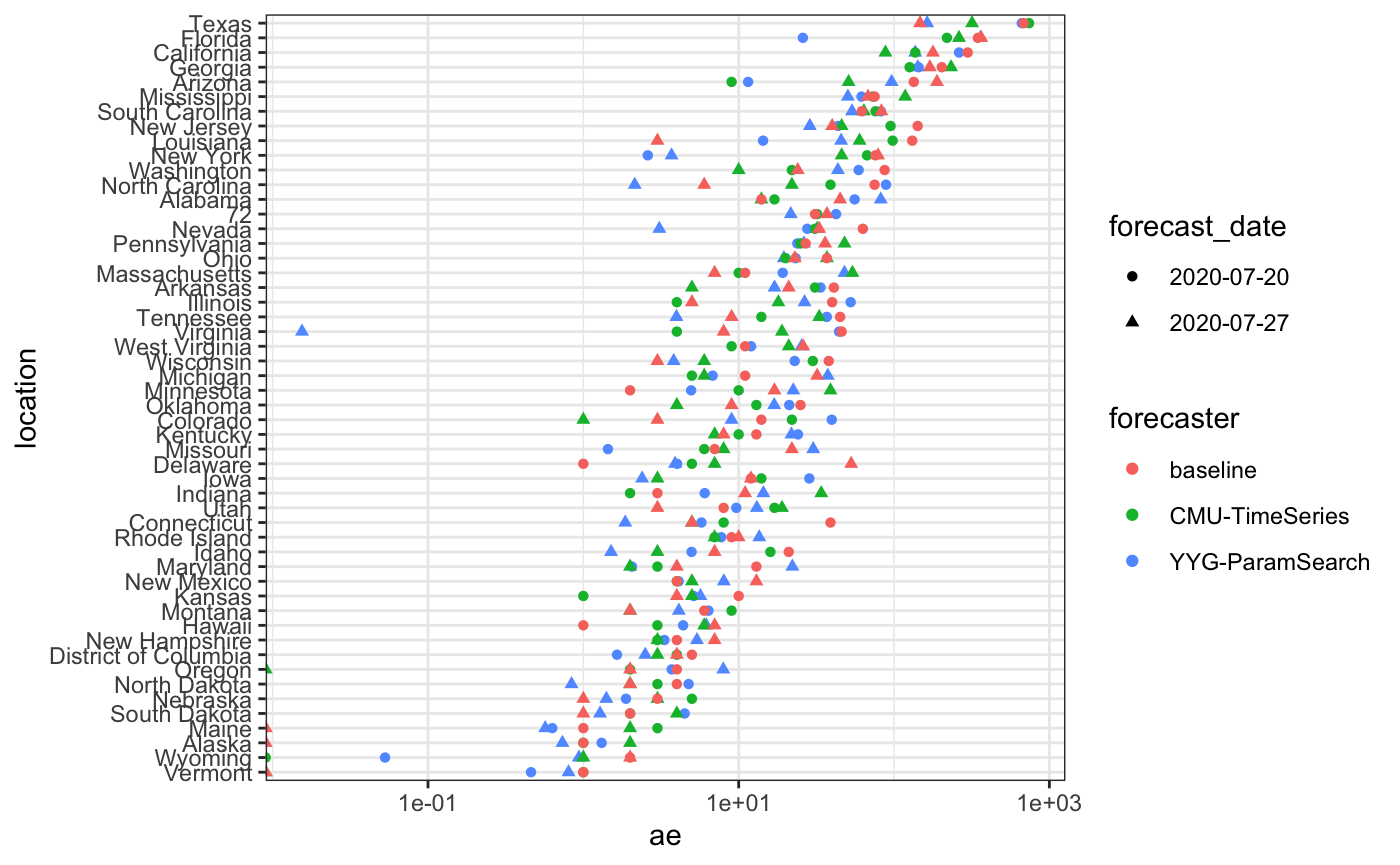 Texas
Florida
California
Georgia
Arizona
Mississippi
South Carolina
New Jersey
Louisiana
New York
Washington
North Carolina
Alabama
72
Nevada
Pennsylvania
Ohio
Massachusetts
Arkansas
Illinois
Tennessee
Virginia
West Virginia
Wisconsin
Michigan
Minnesota
Oklahoma
Colorado
Kentucky
Missouri
Delaware
Iowa
Indiana
Utah
Connecticut
Rhode Island
Idaho
Maryland
New Mexico
Kansas
Montana
Hawaii
New Hampshire
District of Columbia
Oregon
North Dakota
Nebraska
South Dakota
Maine
Alaska
Wyoming
Vermont
location
1e-01
1e+01
1e+03
ae
forecast_date
2020-07-20
2020-07-27
forecaster
baseline
CMU-TimeSeries
YYG-ParamSearch